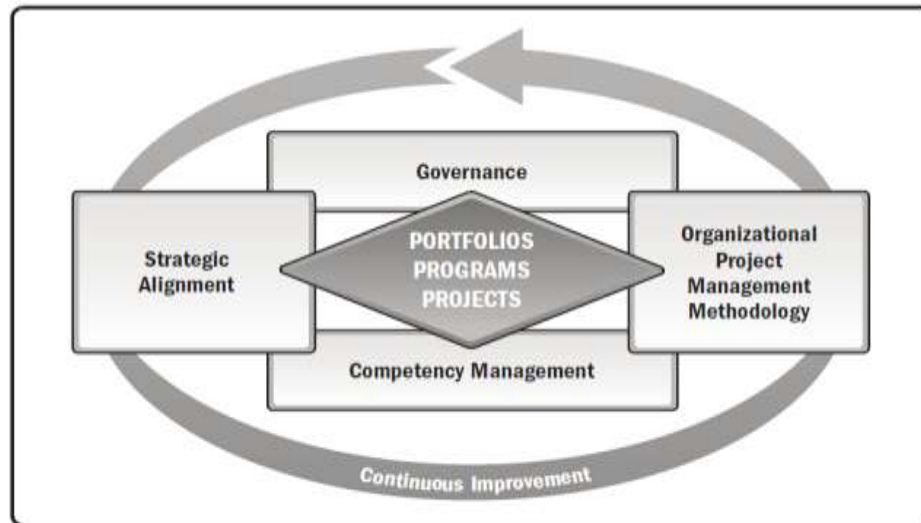 Governance
Strategic
Alignment
PORTFOLIOS
PROGRAMS
PROJECTS
Organizational
Project
Management
Methodology
Competency Management
Continuous Improvement